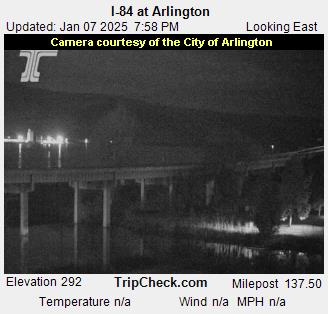 I-84 at Arlington
Updated: Jan 07 2025 7:58 PM Looking East
Camera courtesy of the City of Arlington
Elevation 292 TripCheck.com Milepost 137.50
Temperature n/a Wind n/a MPH n/a